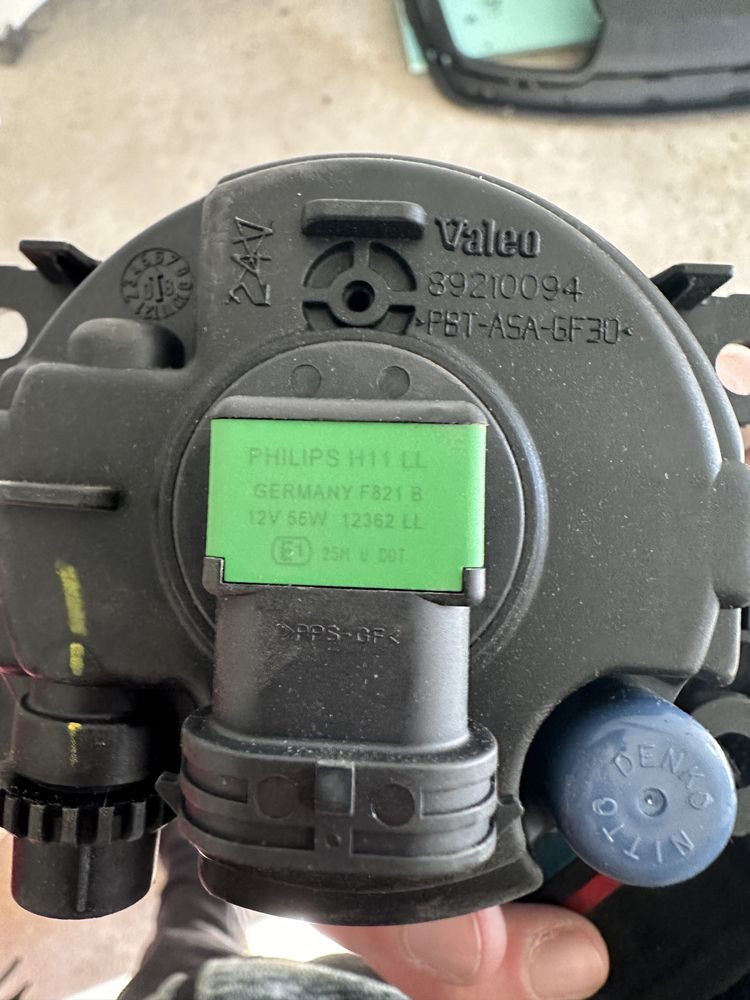 Valeo
89210094
>PBT-ASA-GF30<
PHILIPS H11 LL
GERMANY F821 B
12V 55W 12362 LL
E1 25M U DOT
>PPS-GF<
NITTO DENKO